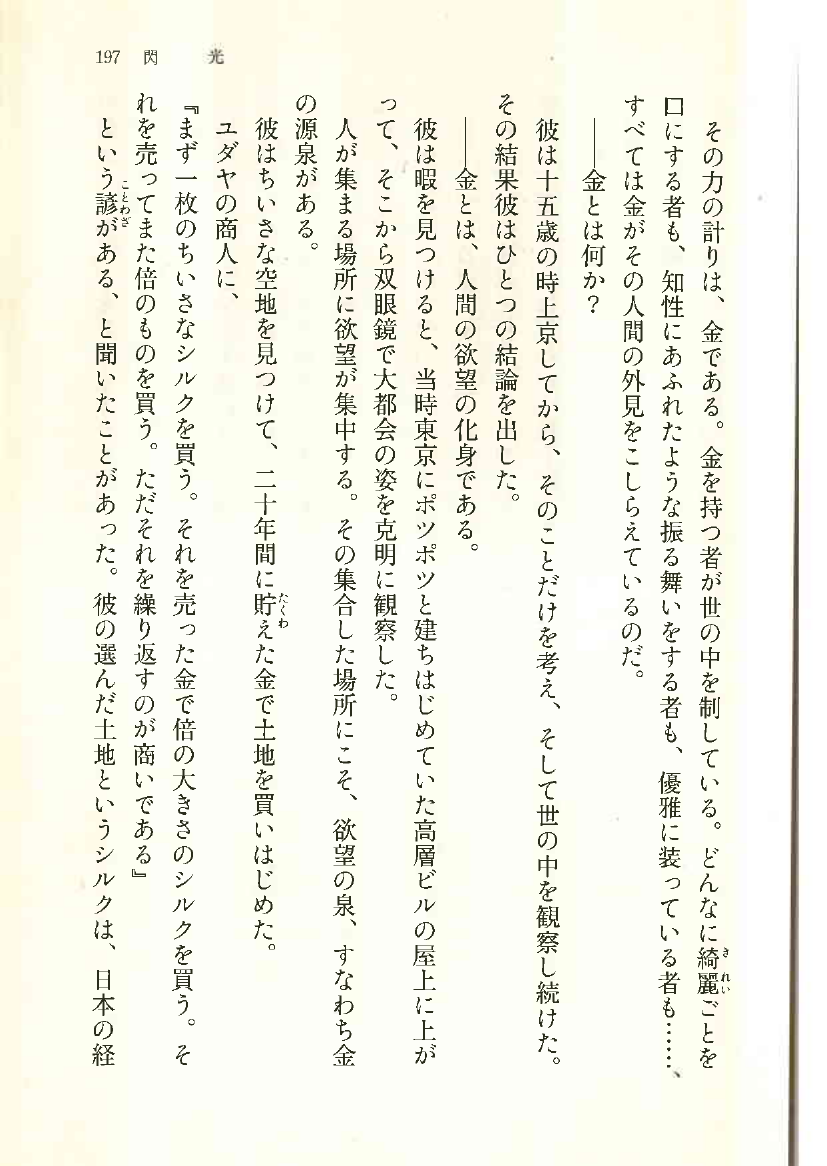 197 閃 光
その力の計りは、金である。金を持つ者が世の中を制している。どんなに綺麗ごとを
口にする者も、知性にあふれたような振る舞いをする者も、優雅に装っている者も……、
すべては金がその人間の外見をこしらえているのだ。
――金とは何か?
彼は十五歳の時上京してから、そのことだけを考え、そして世の中を観察し続けた。
その結果彼はひとつの結論を出した。
――金とは、人間の欲望の化身である。
彼は暇を見つけると、当時東京にポツポツと建ちはじめていた高層ビルの屋上に上が
って、そこから双眼鏡で大都会の姿を克明に観察した。
人が集まる場所に欲望が集中する。その集合した場所にこそ、欲望の泉、すなわち金
の源泉がある。
彼はちいさな空地を見つけて、二十年間に貯えた金で土地を買いはじめた。
ユダヤの商人に、
『まず一枚のちいさなシルクを買う。それを売った金で倍の大きさのシルクを買う。そ
れを売ってまた倍のものを買う。ただそれを繰り返すのが商いである』
という諺がある、と聞いたことがあった。彼の選んだ土地というシルクは、日本の経